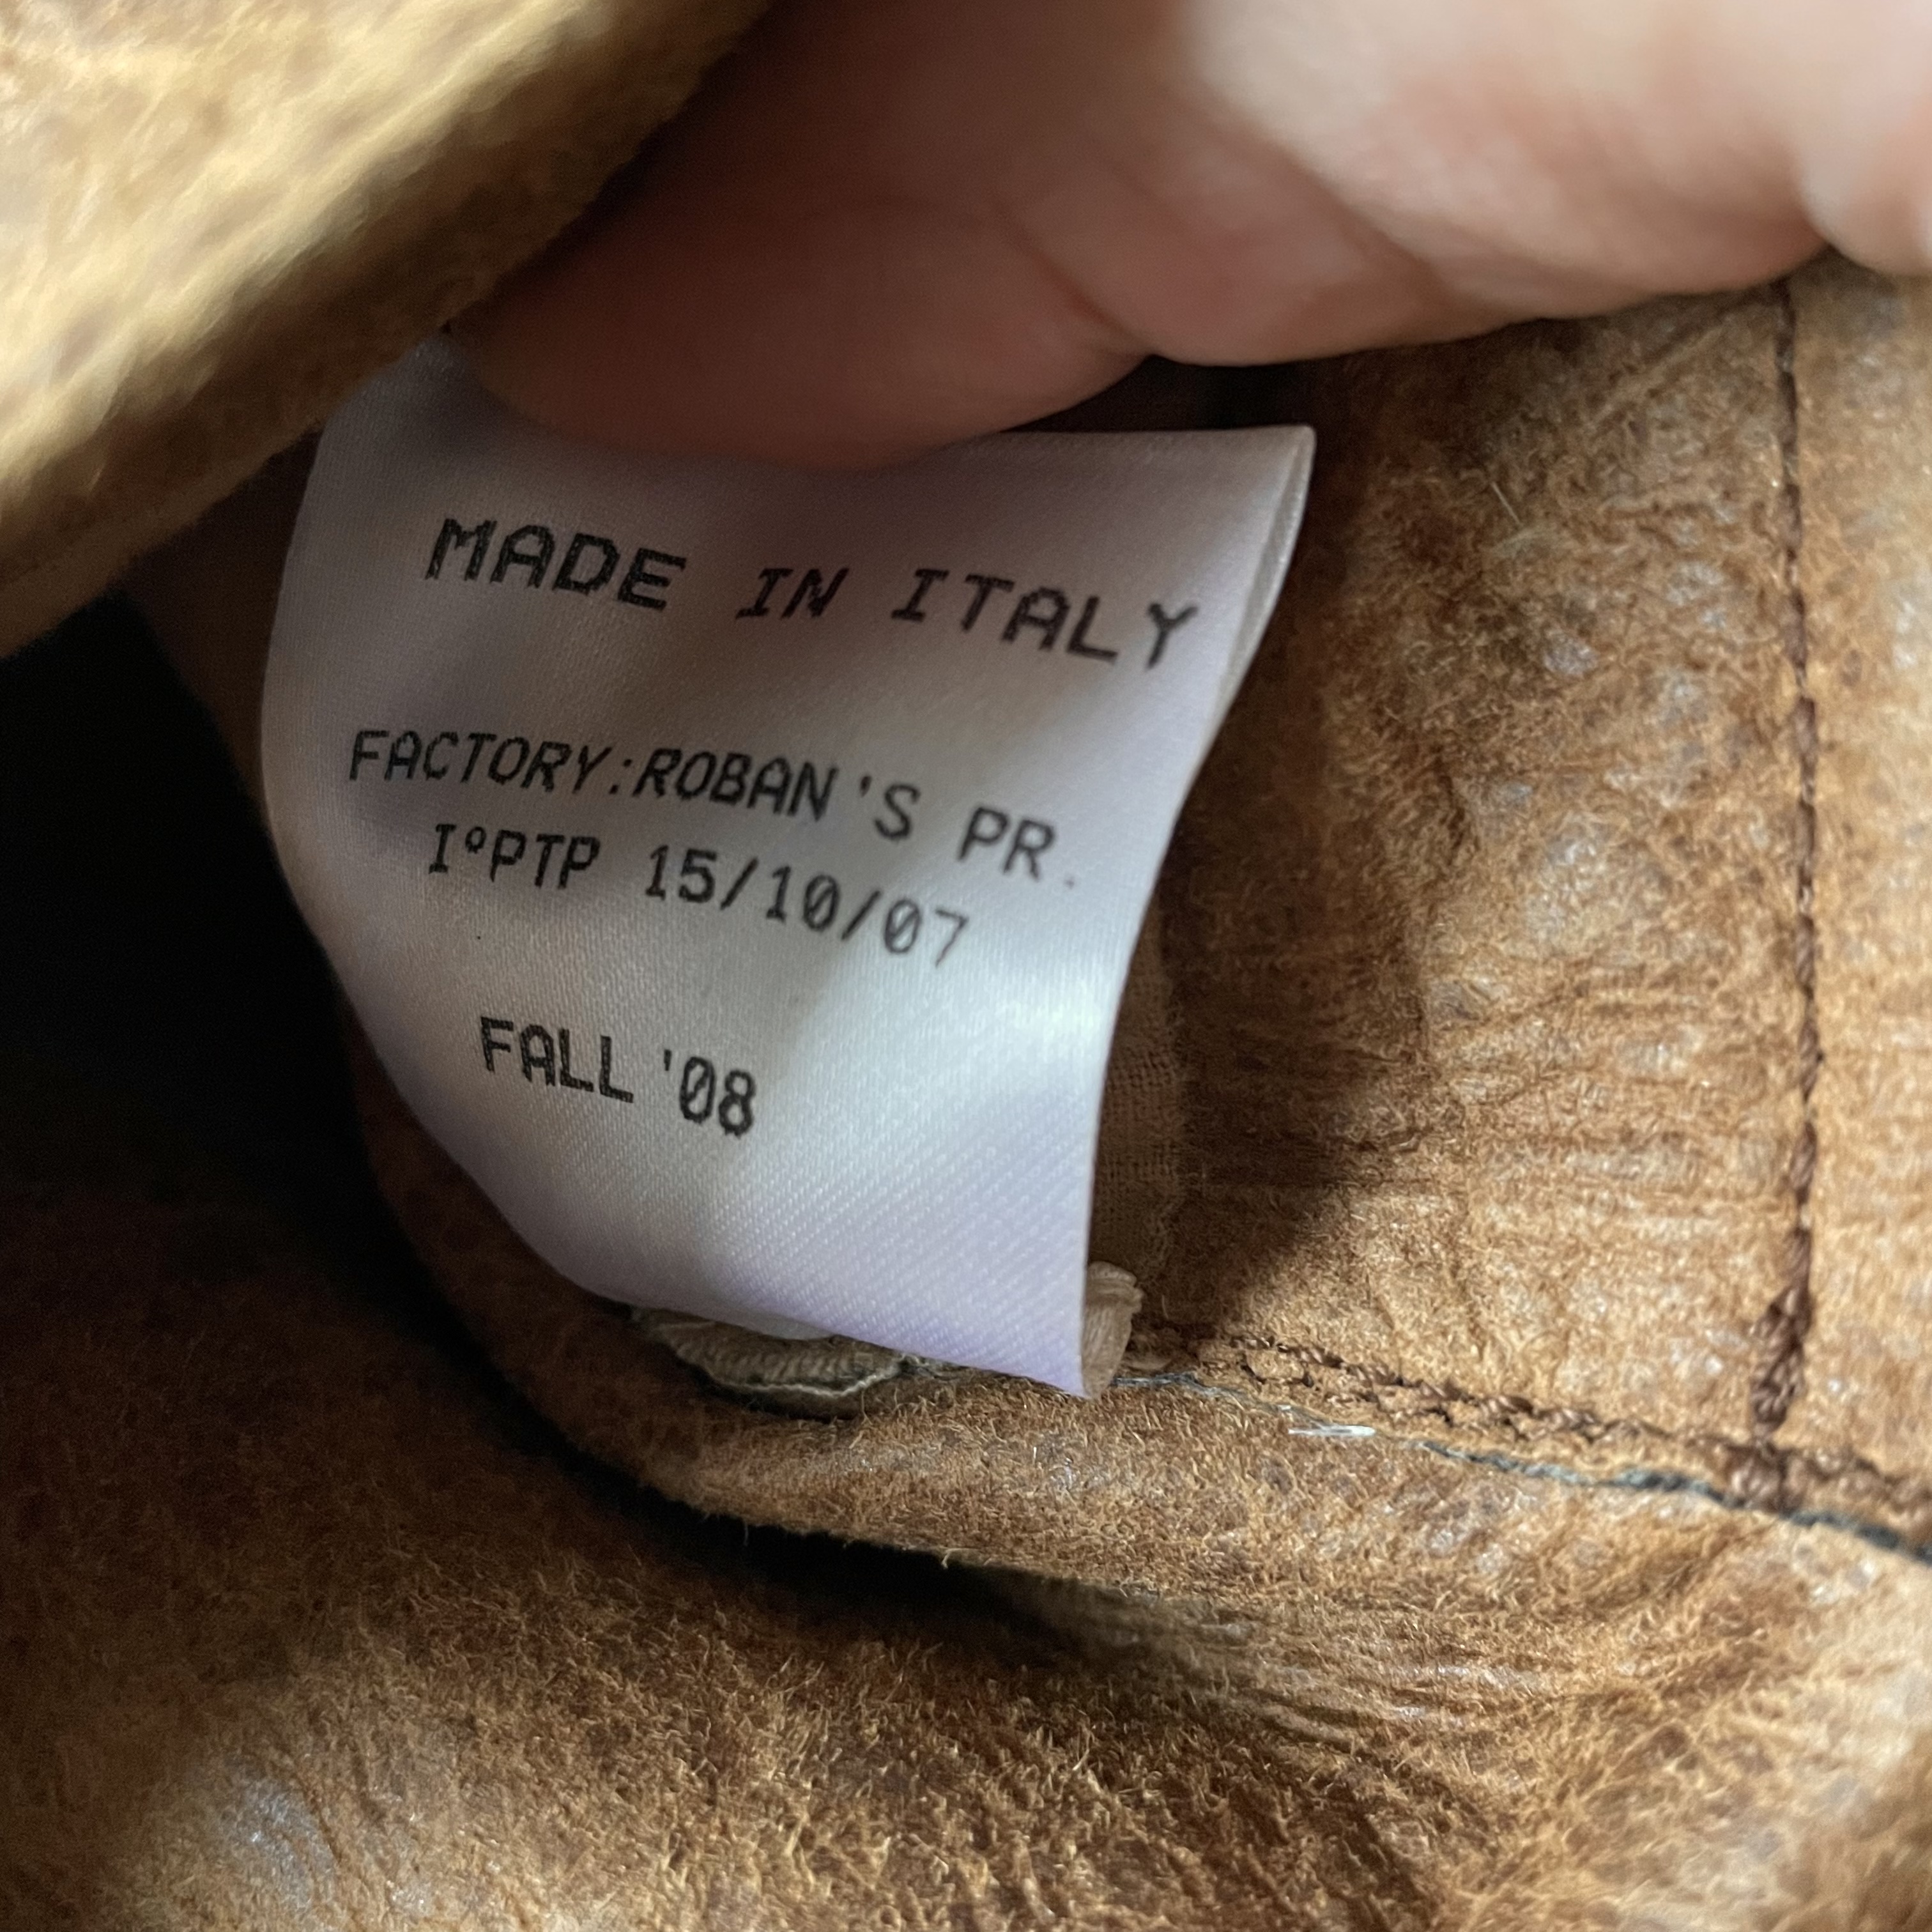 MADE IN ITALY
FACTORY:ROBAN'S PR.
I°PTP 15/10/07
FALL '08